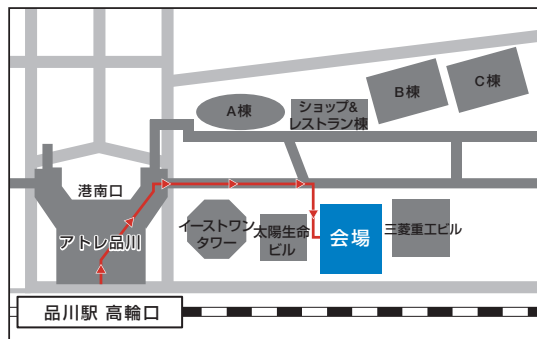 A棟
ショップ&
レストラン棟
B棟
C棟
港南口
アトレ品川
イーストワン
タワー
太陽生命
ビル
会場
三菱重工ビル
品川駅 高輪口